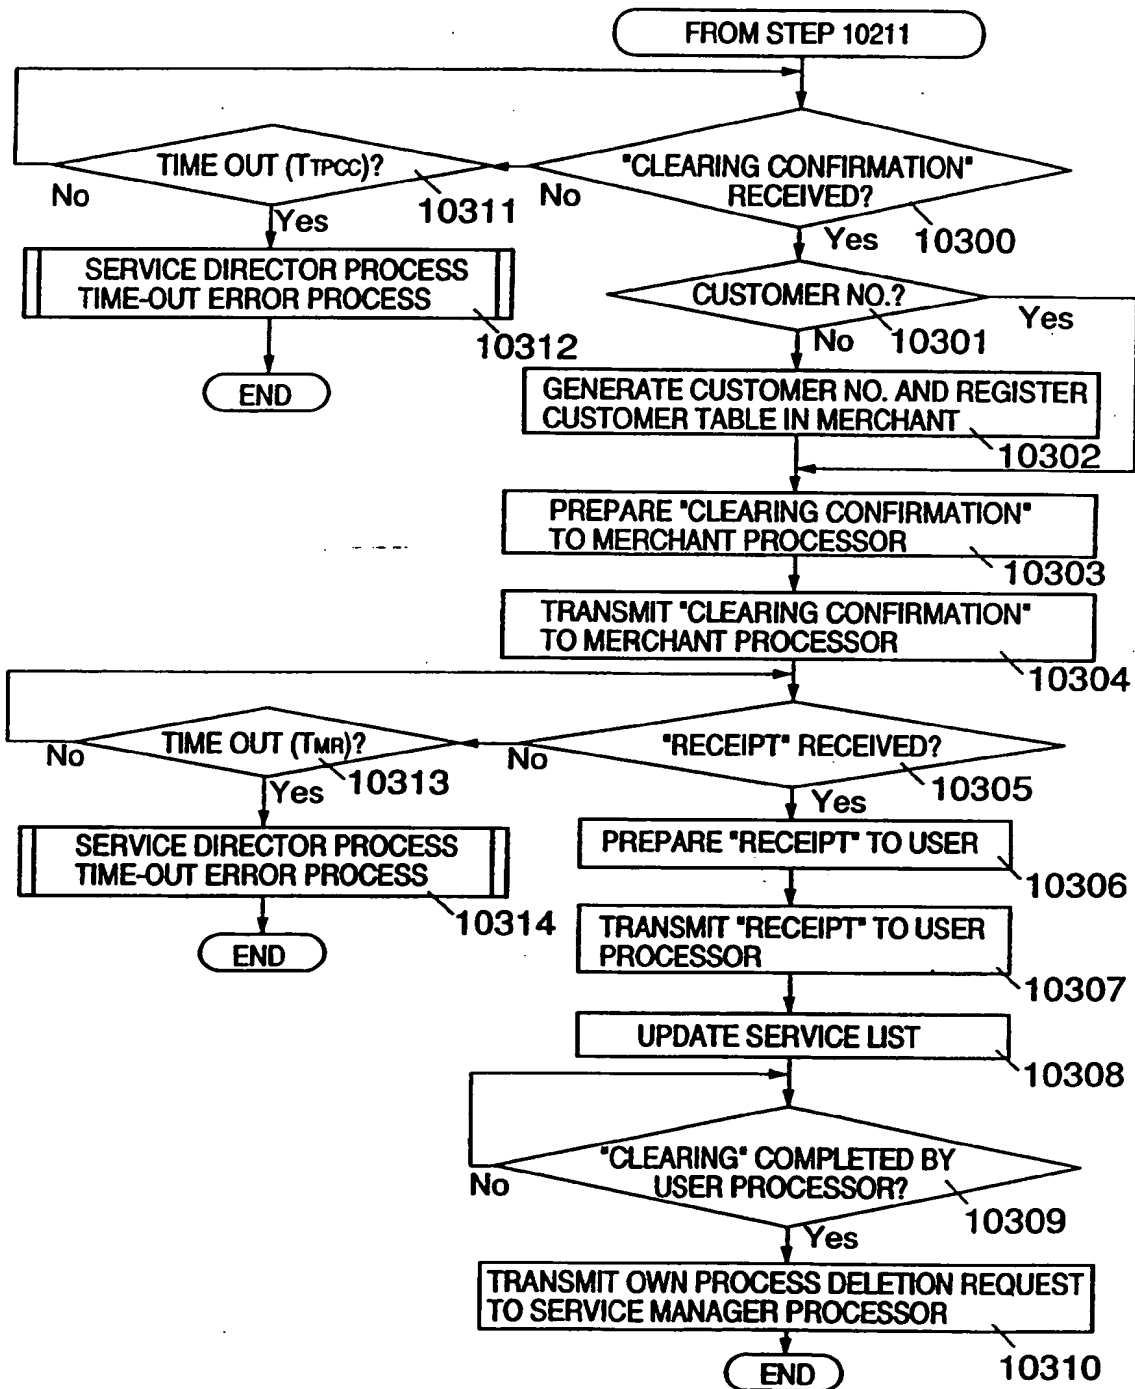 FROM STEP 10211
"CLEARING CONFIRMATION"
RECEIVED?
10300
No
Yes
TIME OUT (TTPCC)?
10311
No
Yes
SERVICE DIRECTOR PROCESS
TIME-OUT ERROR PROCESS
10312
END
CUSTOMER NO.?
10301
Yes
No
GENERATE CUSTOMER NO. AND REGISTER
CUSTOMER TABLE IN MERCHANT
10302
PREPARE "CLEARING CONFIRMATION"
TO MERCHANT PROCESSOR
10303
TRANSMIT "CLEARING CONFIRMATION"
TO MERCHANT PROCESSOR
10304
"RECEIPT" RECEIVED?
10305
No
Yes
TIME OUT (TMR)?
10313
No
Yes
SERVICE DIRECTOR PROCESS
TIME-OUT ERROR PROCESS
10314
END
PREPARE "RECEIPT" TO USER
10306
TRANSMIT "RECEIPT" TO USER
PROCESSOR
10307
UPDATE SERVICE LIST
10308
"CLEARING" COMPLETED BY
USER PROCESSOR?
10309
No
Yes
TRANSMIT OWN PROCESS DELETION REQUEST
TO SERVICE MANAGER PROCESSOR
10310
END